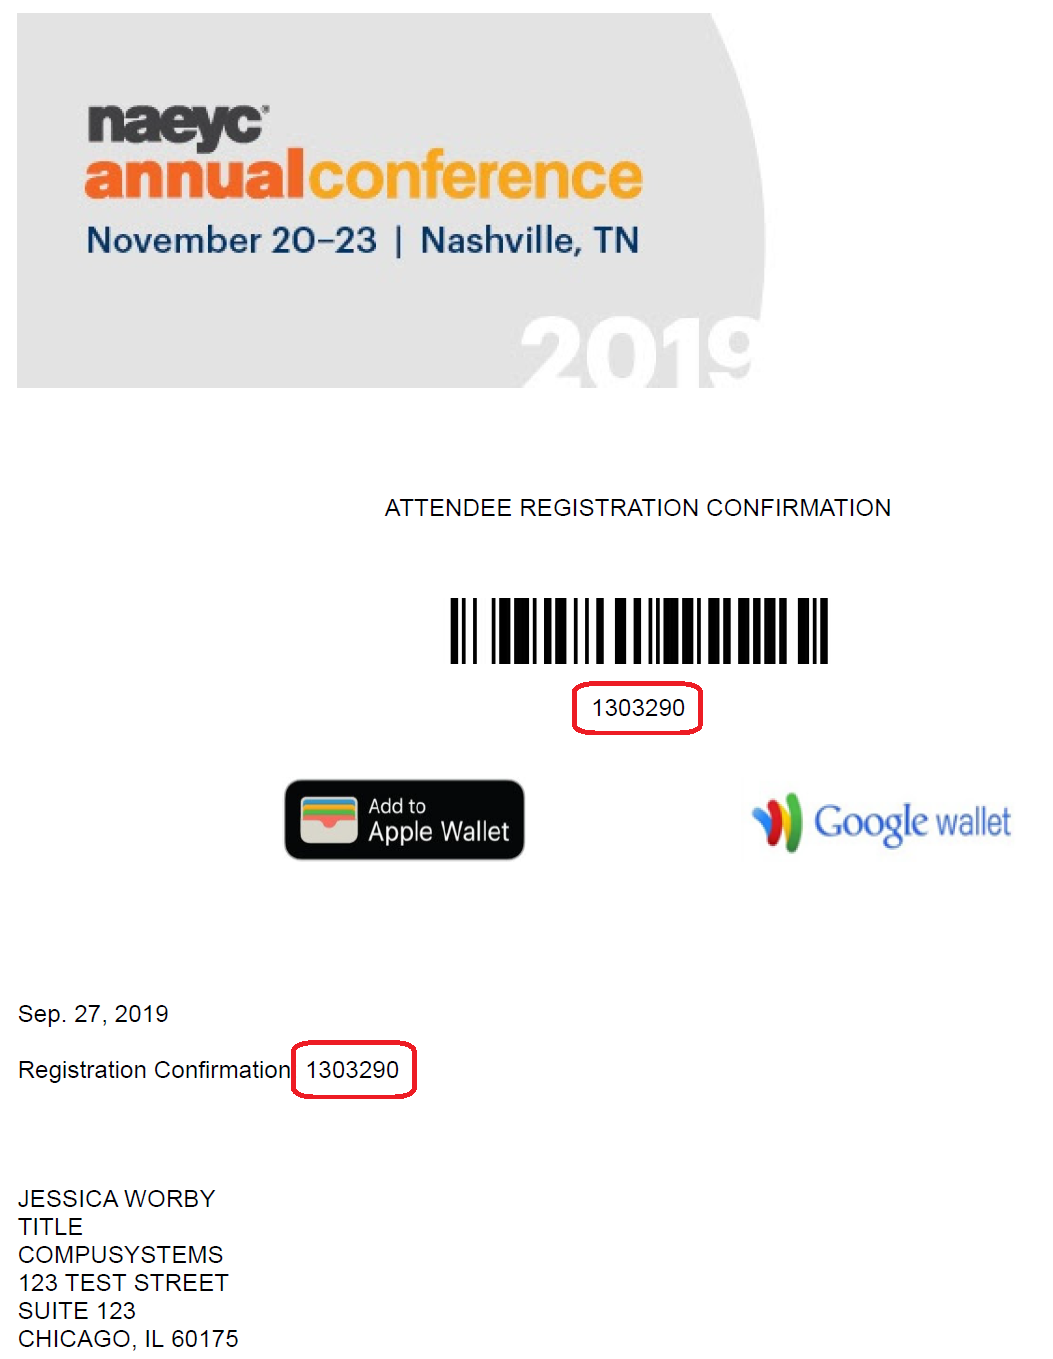 naeyc®
annualconference
November 20–23 | Nashville, TN
2019
ATTENDEE REGISTRATION CONFIRMATION
1303290
Add to
Apple Wallet
Google wallet
Sep. 27, 2019
Registration Confirmation 1303290
JESSICA WORBY
TITLE
COMPUSYSTEMS
123 TEST STREET
SUITE 123
CHICAGO, IL 60175